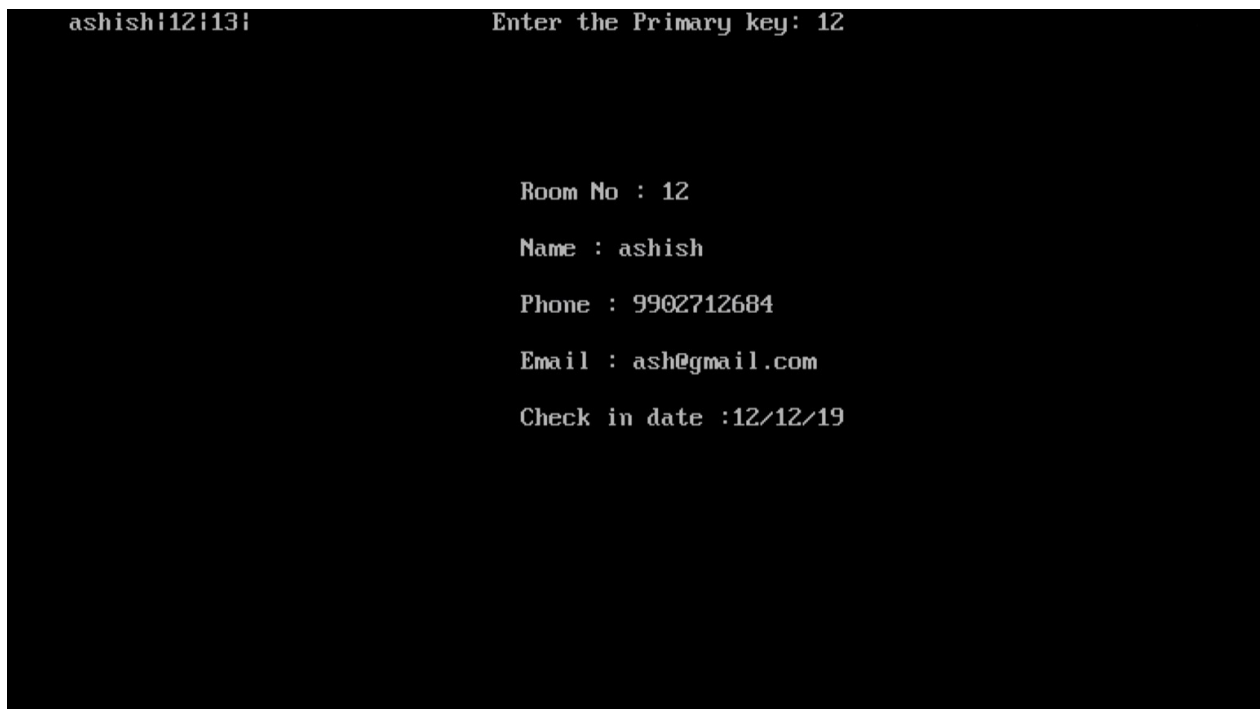 ashish|12|13| Enter the Primary key: 12
Room No : 12
Name : ashish
Phone : 9902712684
Email : ash@gmail.com
Check in date :12/12/19